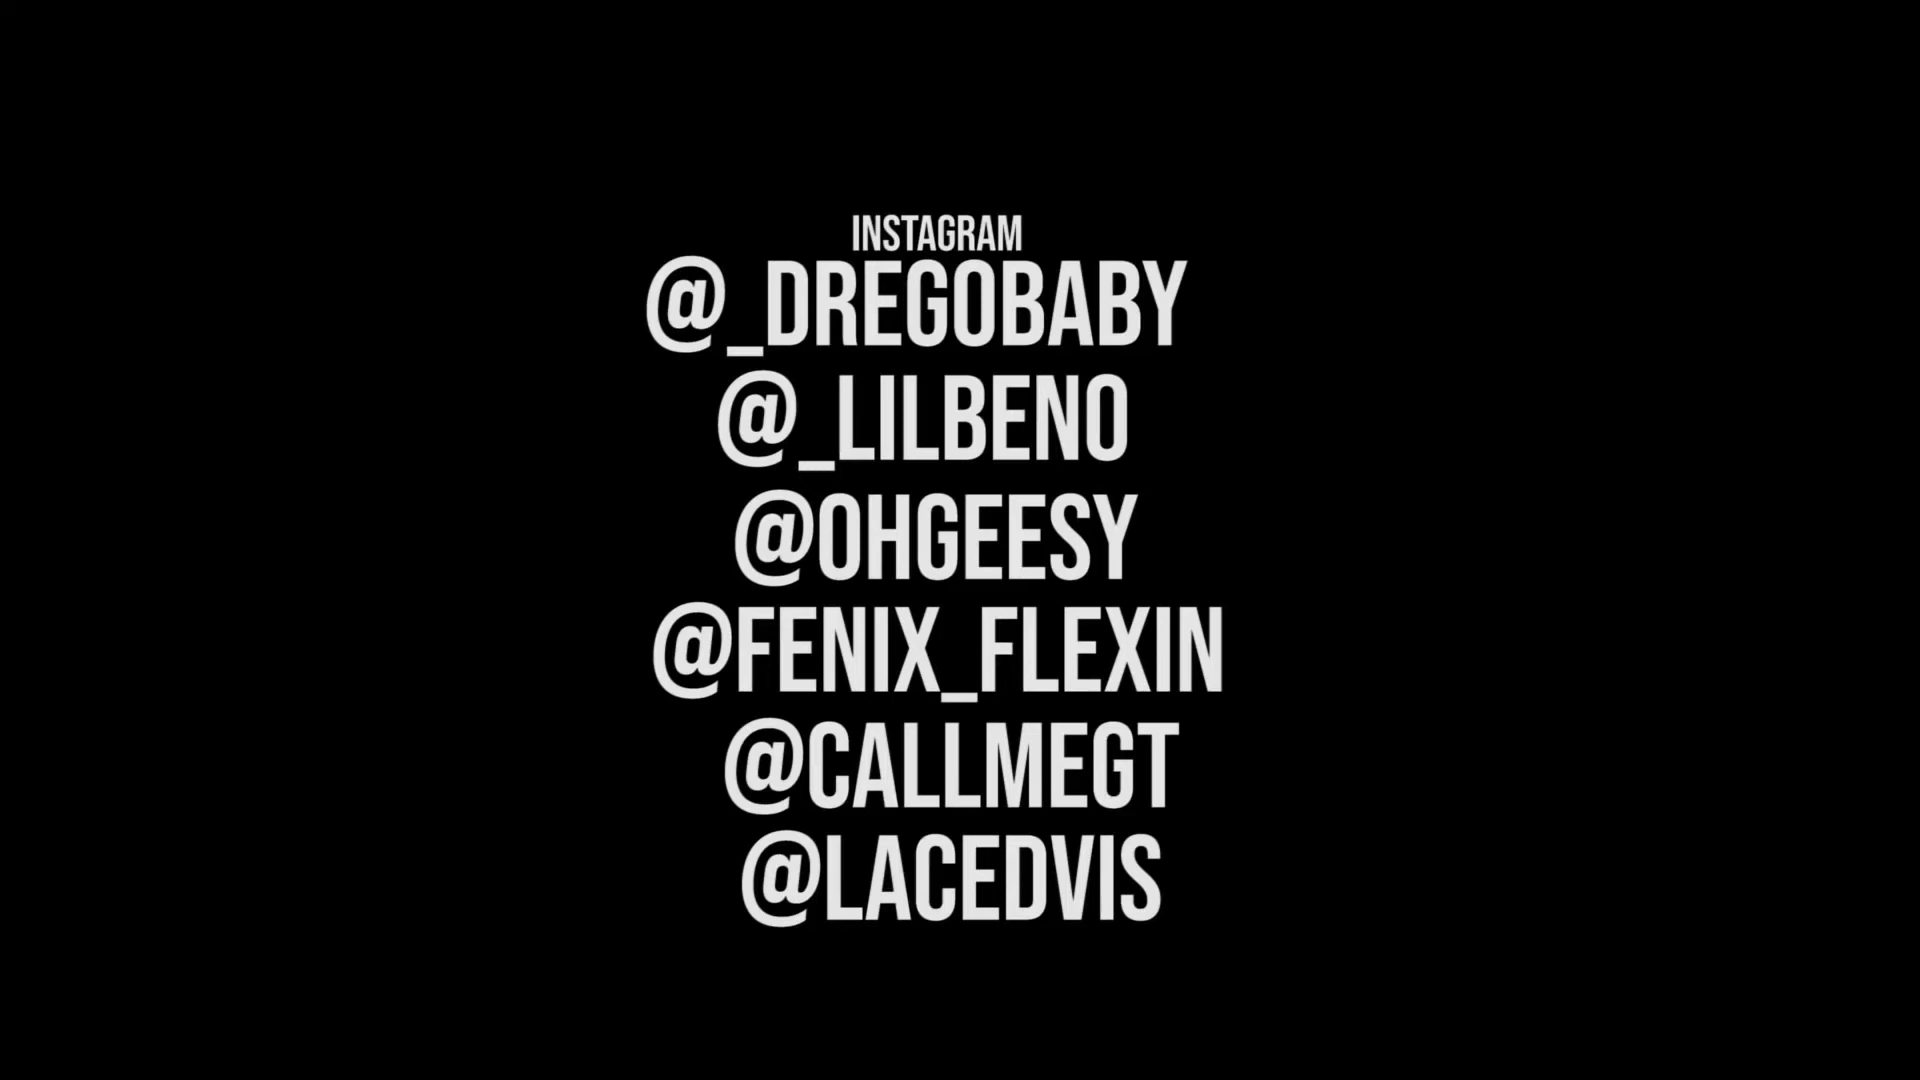 INSTAGRAM
@_DREGOBABY
@_LILBENO
@OHGEESY
@FENIX_FLEXIN
@CALLMEGT
@LACEDVIS